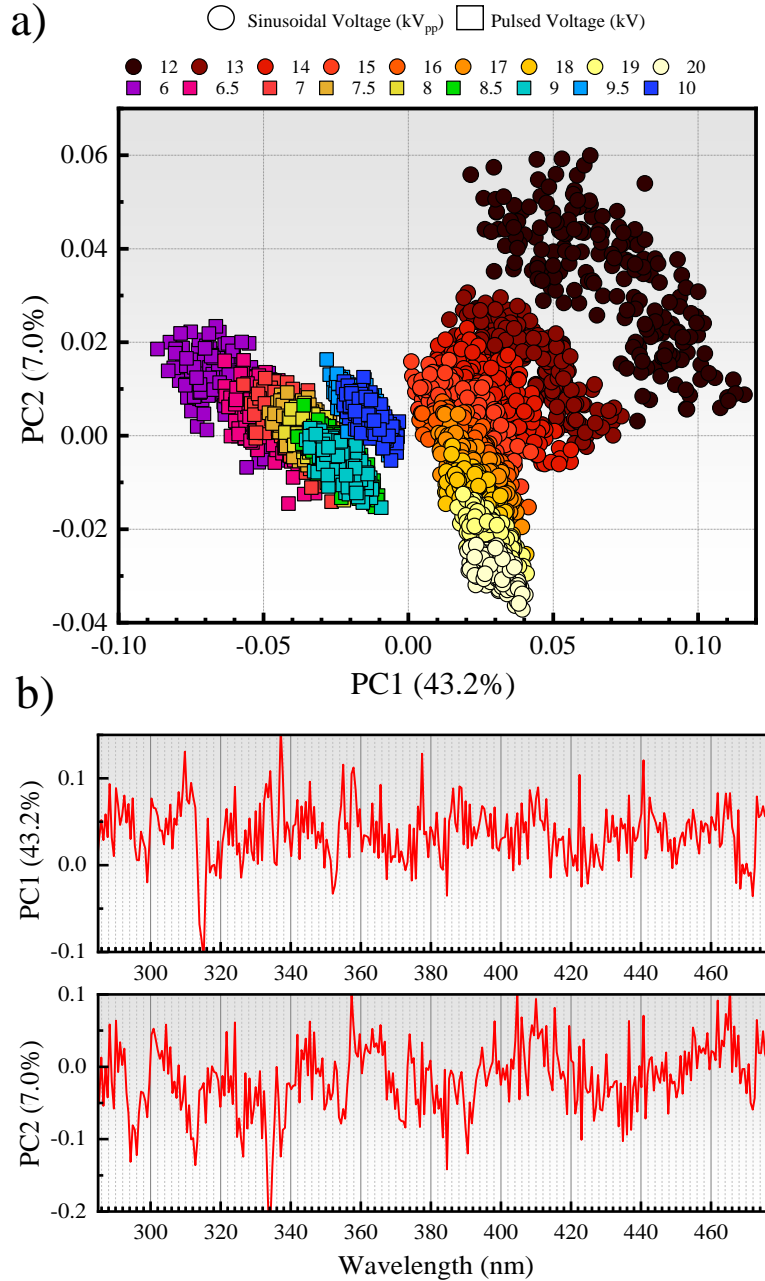 a)
Sinusoidal Voltage (kVpp) Pulsed Voltage (kV)
12 13 14 15 16 17 18 19 20
6 6.5 7 7.5 8 8.5 9 9.5 10
0.06
0.04
0.02
0.00
-0.02
-0.04
PC2 (7.0%)
-0.10 -0.05 0.00 0.05 0.10
PC1 (43.2%)
b)
0.1
0.0
-0.1
PC1 (43.2%)
300 320 340 360 380 400 420 440 460
0.1
0.0
-0.1
-0.2
PC2 (7.0%)
300 320 340 360 380 400 420 440 460
Wavelength (nm)